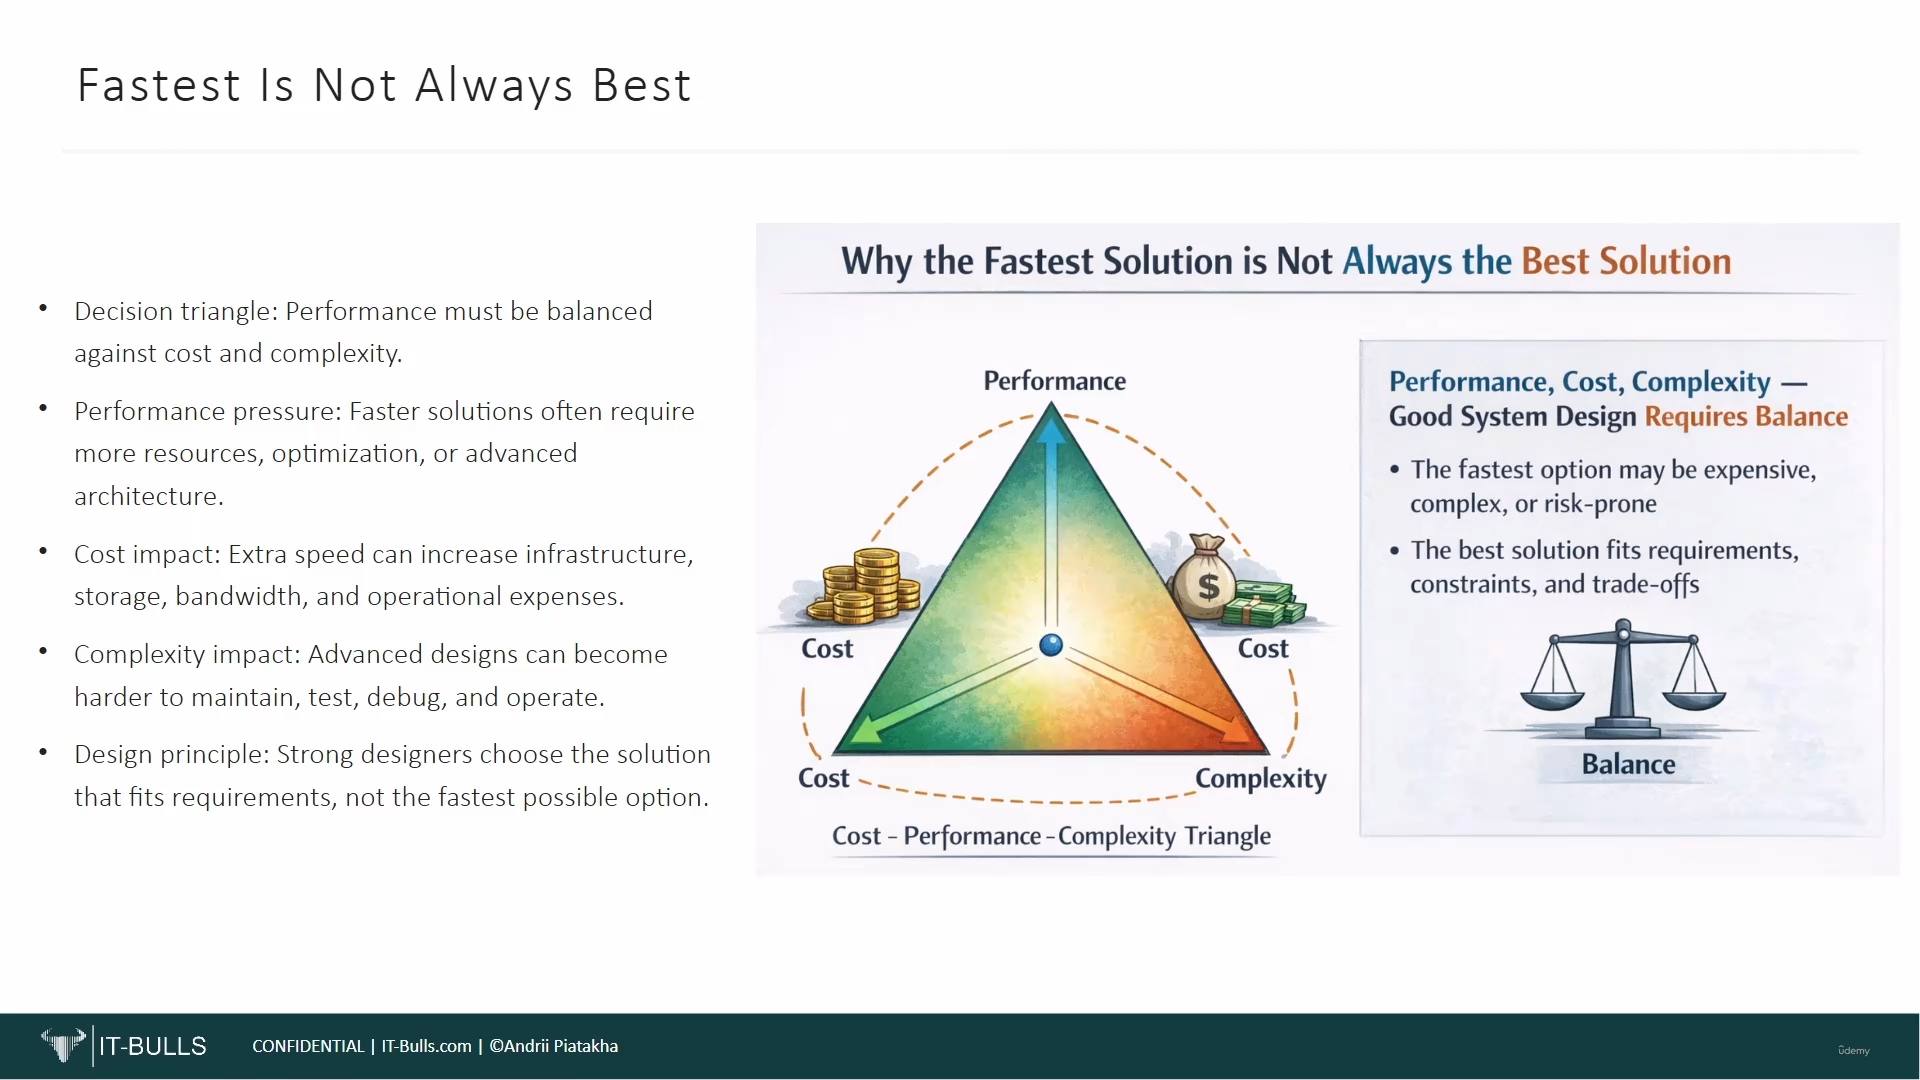 Fastest Is Not Always Best
• Decision triangle: Performance must be balanced
against cost and complexity.
• Performance pressure: Faster solutions often require
more resources, optimization, or advanced
architecture.
• Cost impact: Extra speed can increase infrastructure,
storage, bandwidth, and operational expenses.
• Complexity impact: Advanced designs can become
harder to maintain, test, debug, and operate.
• Design principle: Strong designers choose the solution
that fits requirements, not the fastest possible option.
Why the Fastest Solution is Not Always the Best Solution
Performance
$
Cost
Cost
Cost
Complexity
Cost – Performance – Complexity Triangle
Performance, Cost, Complexity —
Good System Design Requires Balance
• The fastest option may be expensive,
complex, or risk-prone
• The best solution fits requirements,
constraints, and trade-offs
Balance
IT-BULLS
CONFIDENTIAL | IT-Bulls.com | ©Andrii Piatakha
ûdemy